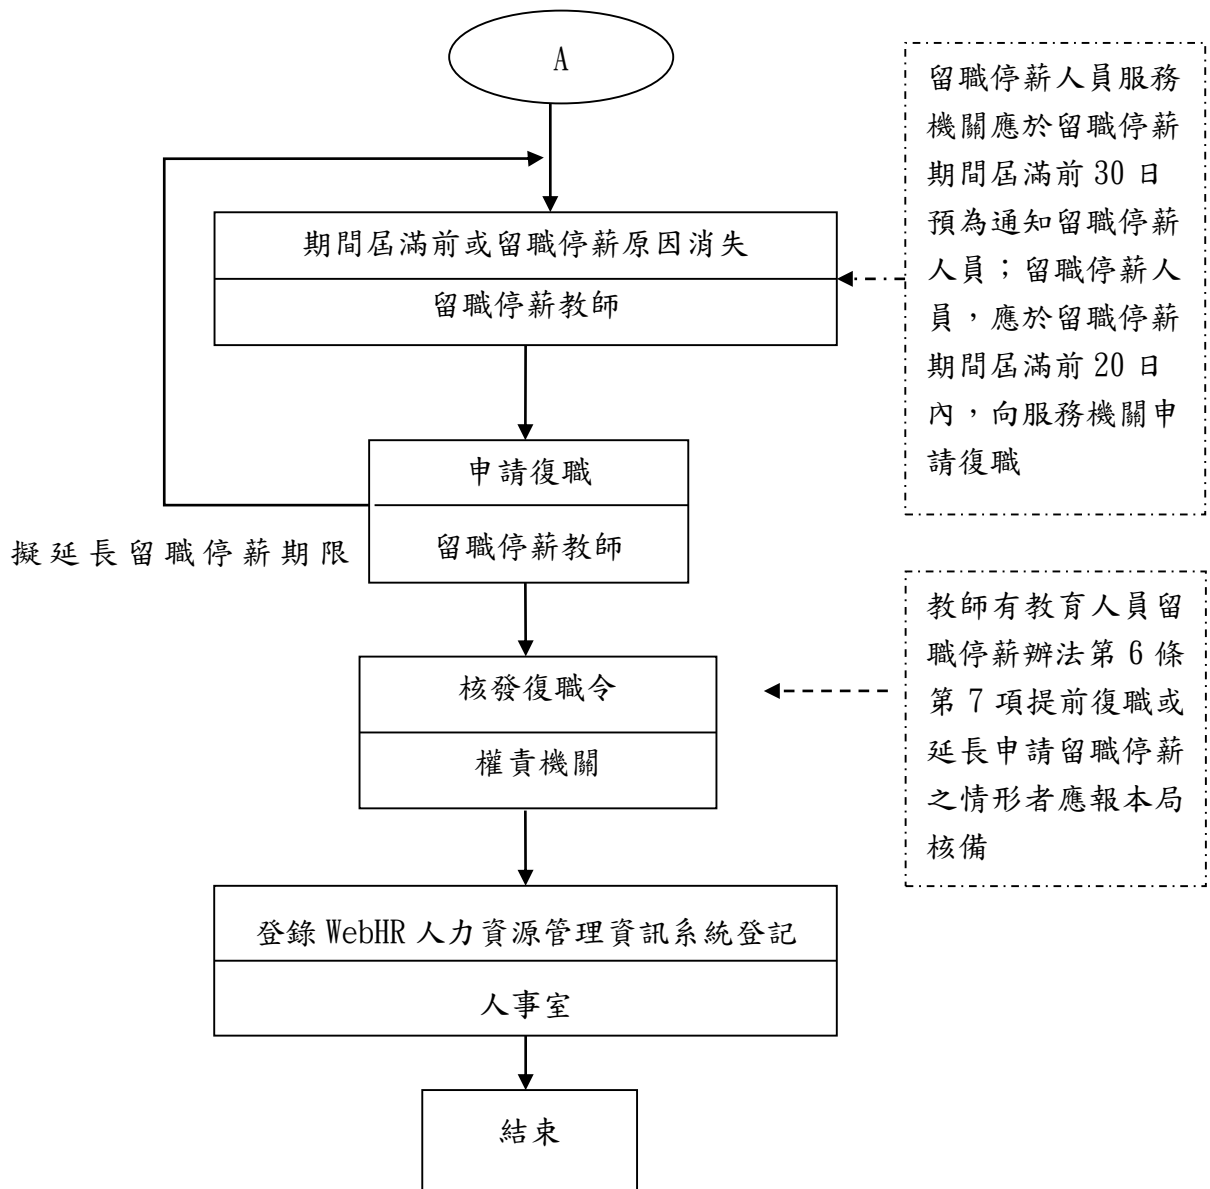 A
留職停薪人員服務
機關應於留職停薪
期間屆滿前 30 日
預為通知留職停薪
人員；留職停薪人
員，應於留職停薪
期間屆滿前 20 日
內，向服務機關申
請復職
期間屆滿前或留職停薪原因消失
留職停薪教師
申請復職
留職停薪教師
擬延長留職停薪期限
教師有教育人員留
職停薪辦法第 6 條
第 7 項提前復職或
延長申請留職停薪
之情形者應報本局
核備
核發復職令
權責機關
登錄 WebHR 人力資源管理資訊系統登記
人事室
結束